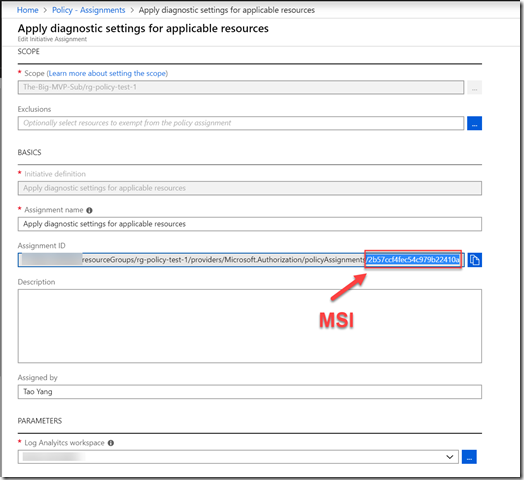 Home > Policy - Assignments > Apply diagnostic settings for applicable resources
Apply diagnostic settings for applicable resources
Edit Initiative Assignment
SCOPE
* Scope (Learn more about setting the scope)
The-Big-MVP-Sub/rg-policy-test-1
...
Exclusions
Optionally select resources to exempt from the policy assignment
...
BASICS
* Initiative definition
Apply diagnostic settings for applicable resources
* Assignment name
Apply diagnostic settings for applicable resources
Assignment ID
resourceGroups/rg-policy-test-1/providers/Microsoft.Authorization/policyAssignments/2b57ccf4fec54c979b22410a
MSI
Description
Assigned by
Tao Yang
PARAMETERS
* Log Analyitcs workspace
...